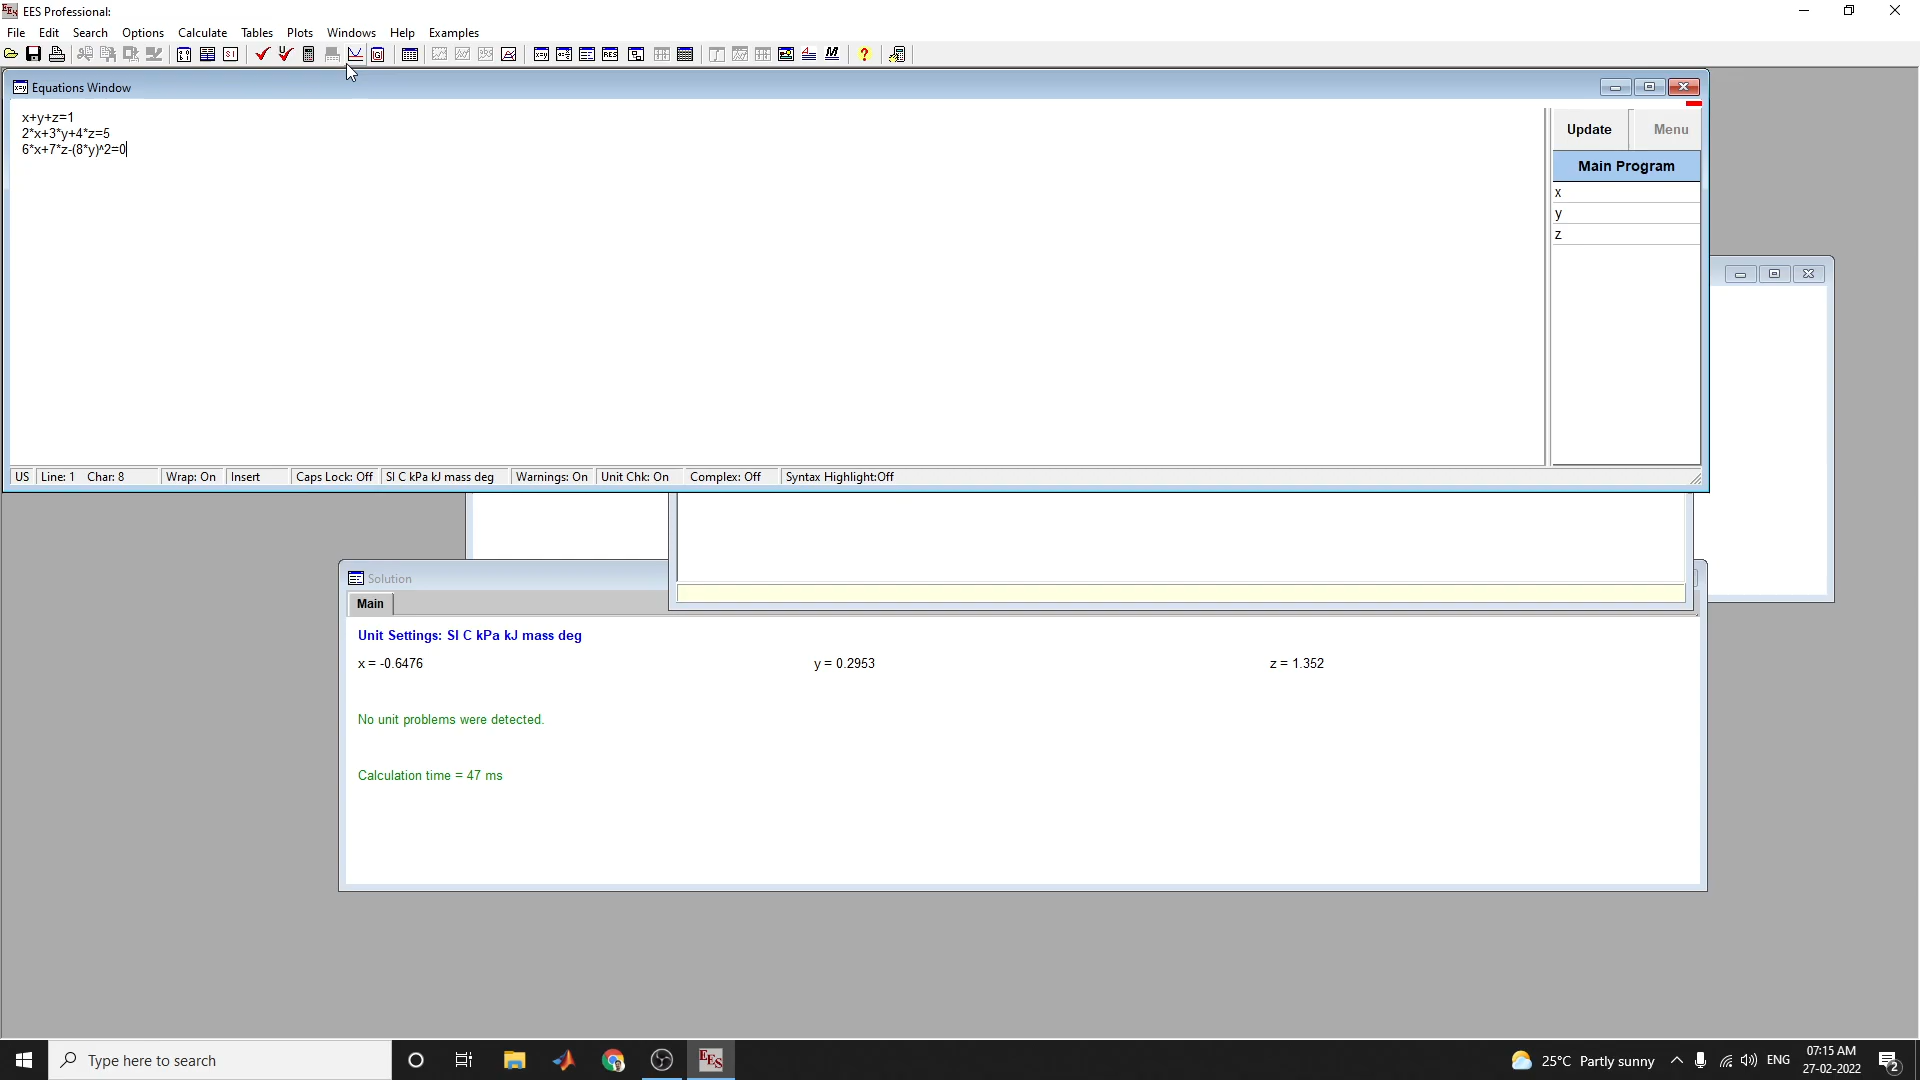 EES Professional:
File Edit Search Options Calculate Tables Plots Windows Help Examples
Equations Window
x+y+z=1
2*x+3*y+4*z=5
6*x+7*z-(8*y)^2=0
Update Menu
Main Program
x
y
z
US Line: 1 Char: 8 Wrap: On Insert Caps Lock: Off SI C kPa kJ mass deg Warnings: On Unit Chk: On Complex: Off Syntax Highlight:Off
Solution
Main
Unit Settings: SI C kPa kJ mass deg
x = -0.6476 y = 0.2953 z = 1.352
No unit problems were detected.
Calculation time = 47 ms
Type here to search
EES
25°C Partly sunny ENG 07:15 AM
27-02-2022 2